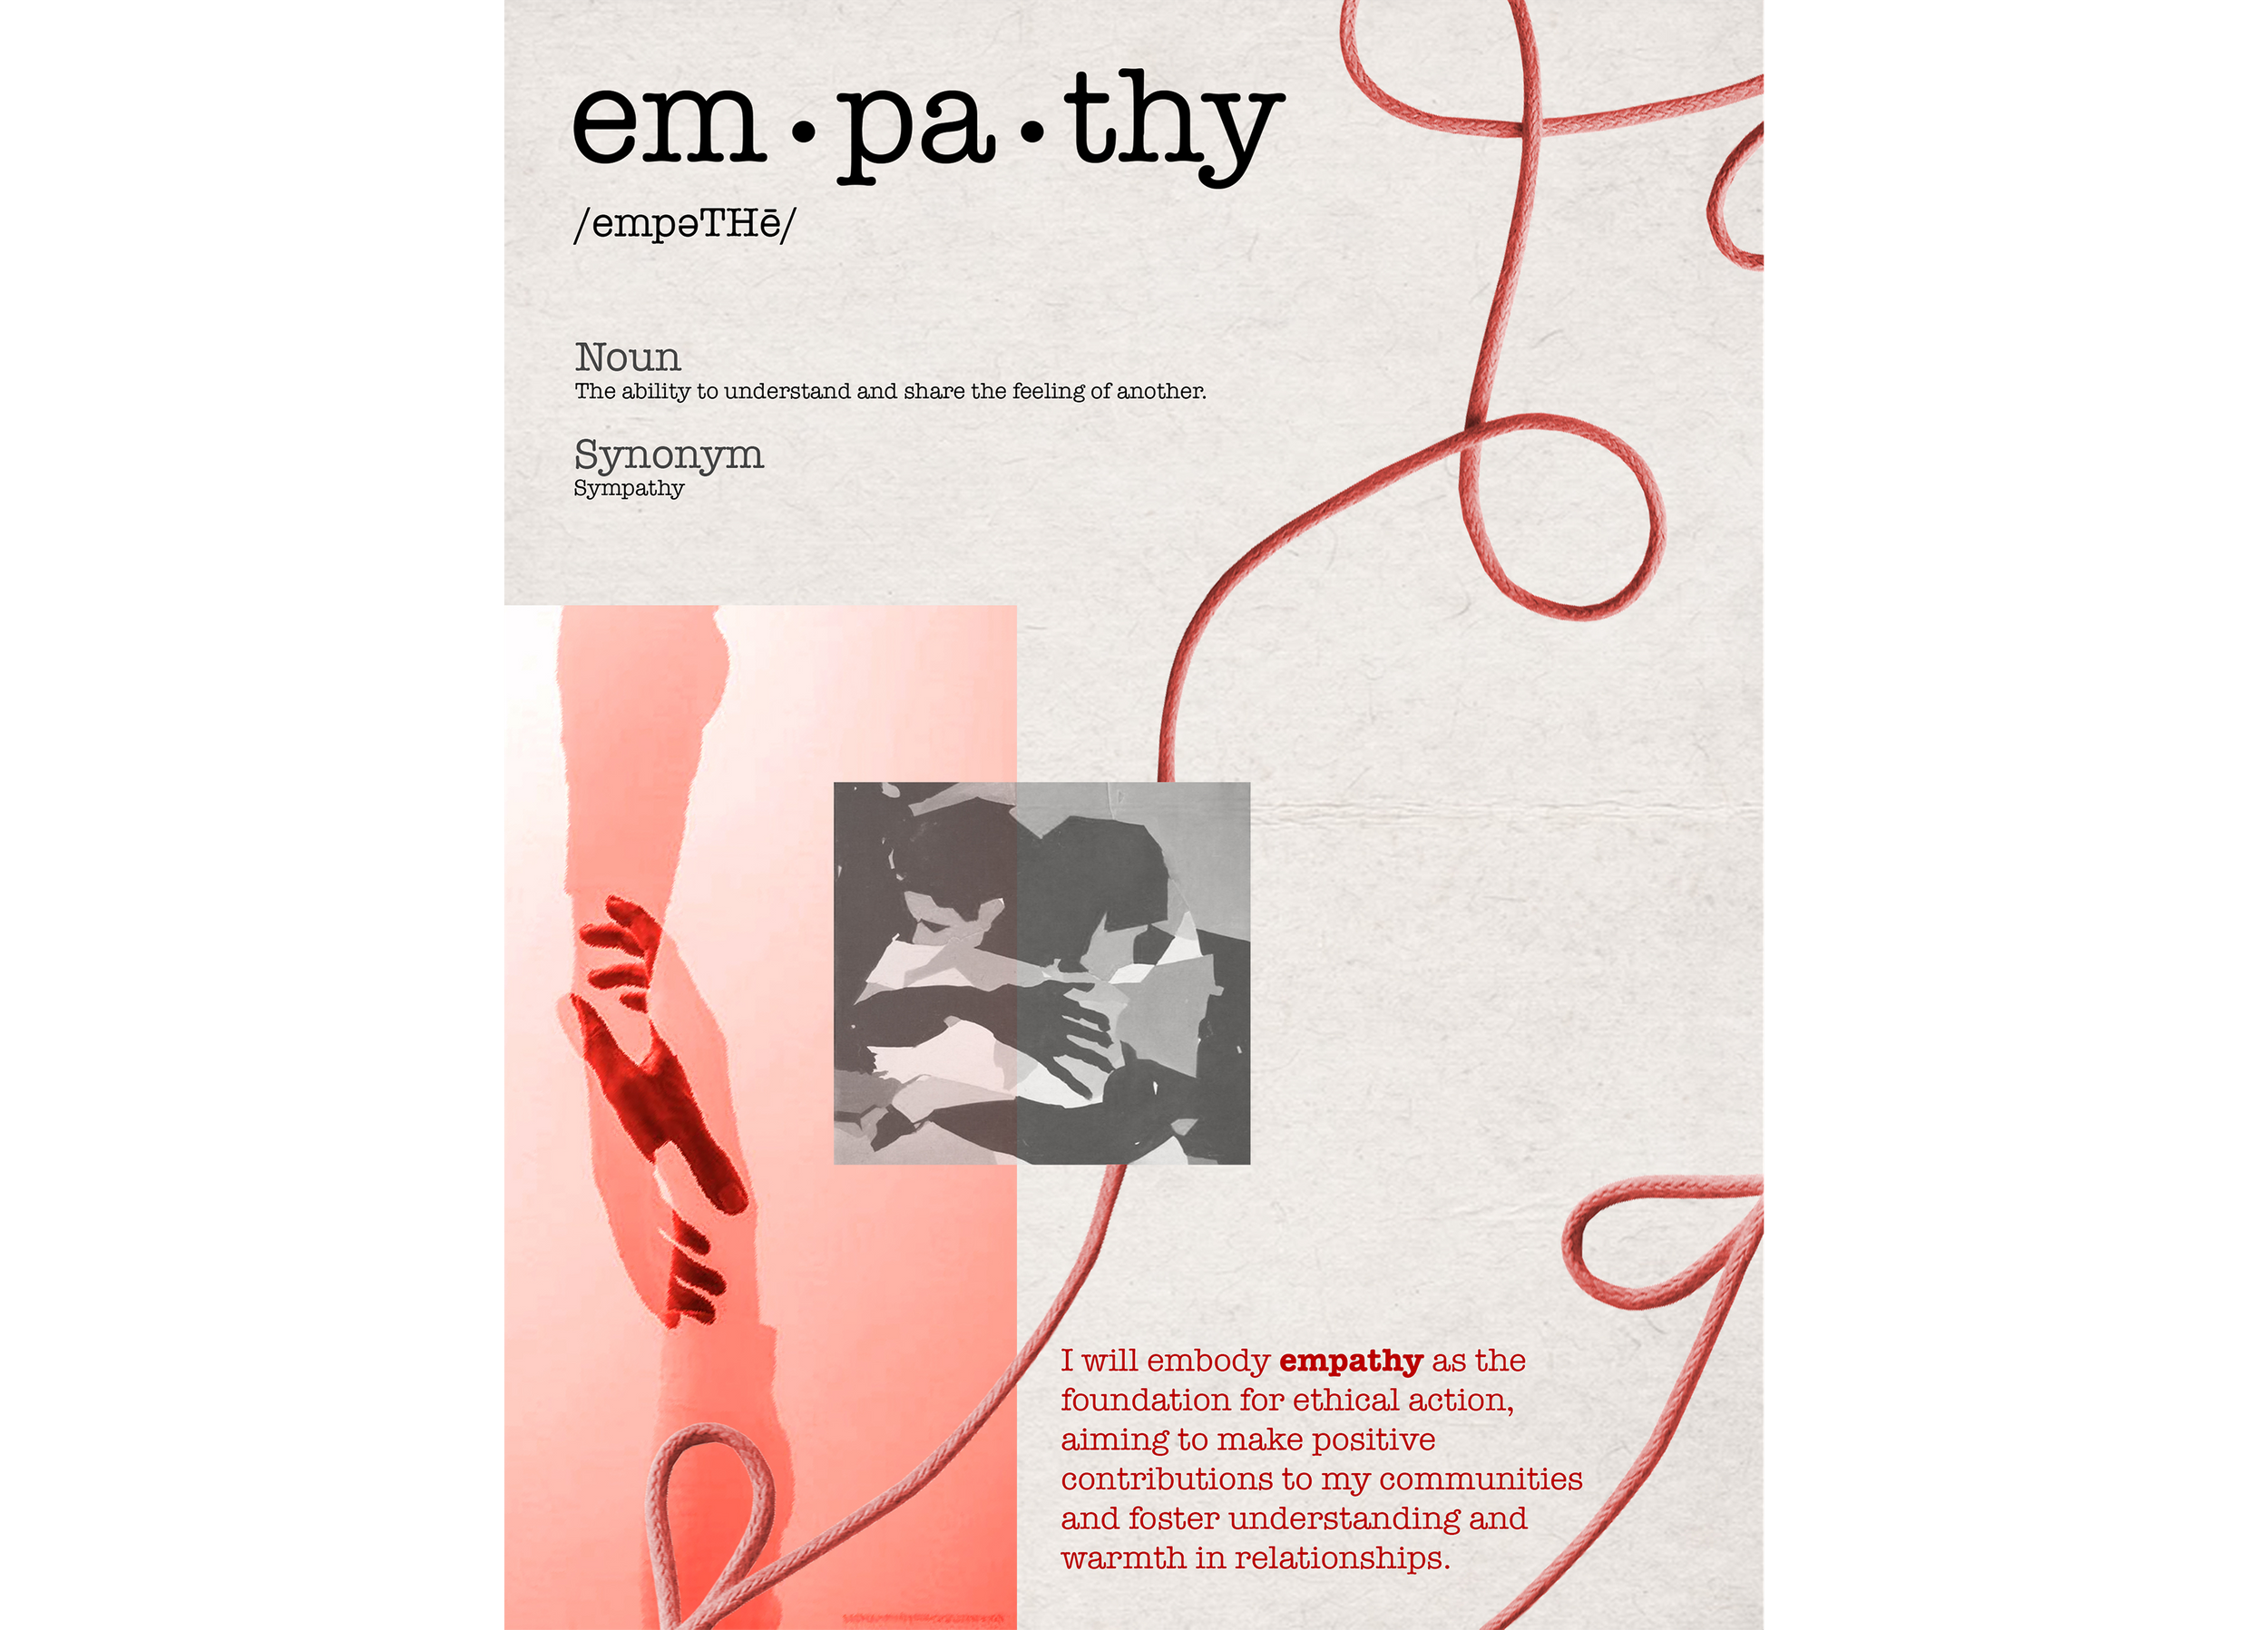 em•pa•thy
/empəTHē/
Noun
The ability to understand and share the feeling of another.
Synonym
Sympathy
I will embody empathy as the
foundation for ethical action,
aiming to make positive
contributions to my communities
and foster understanding and
warmth in relationships.